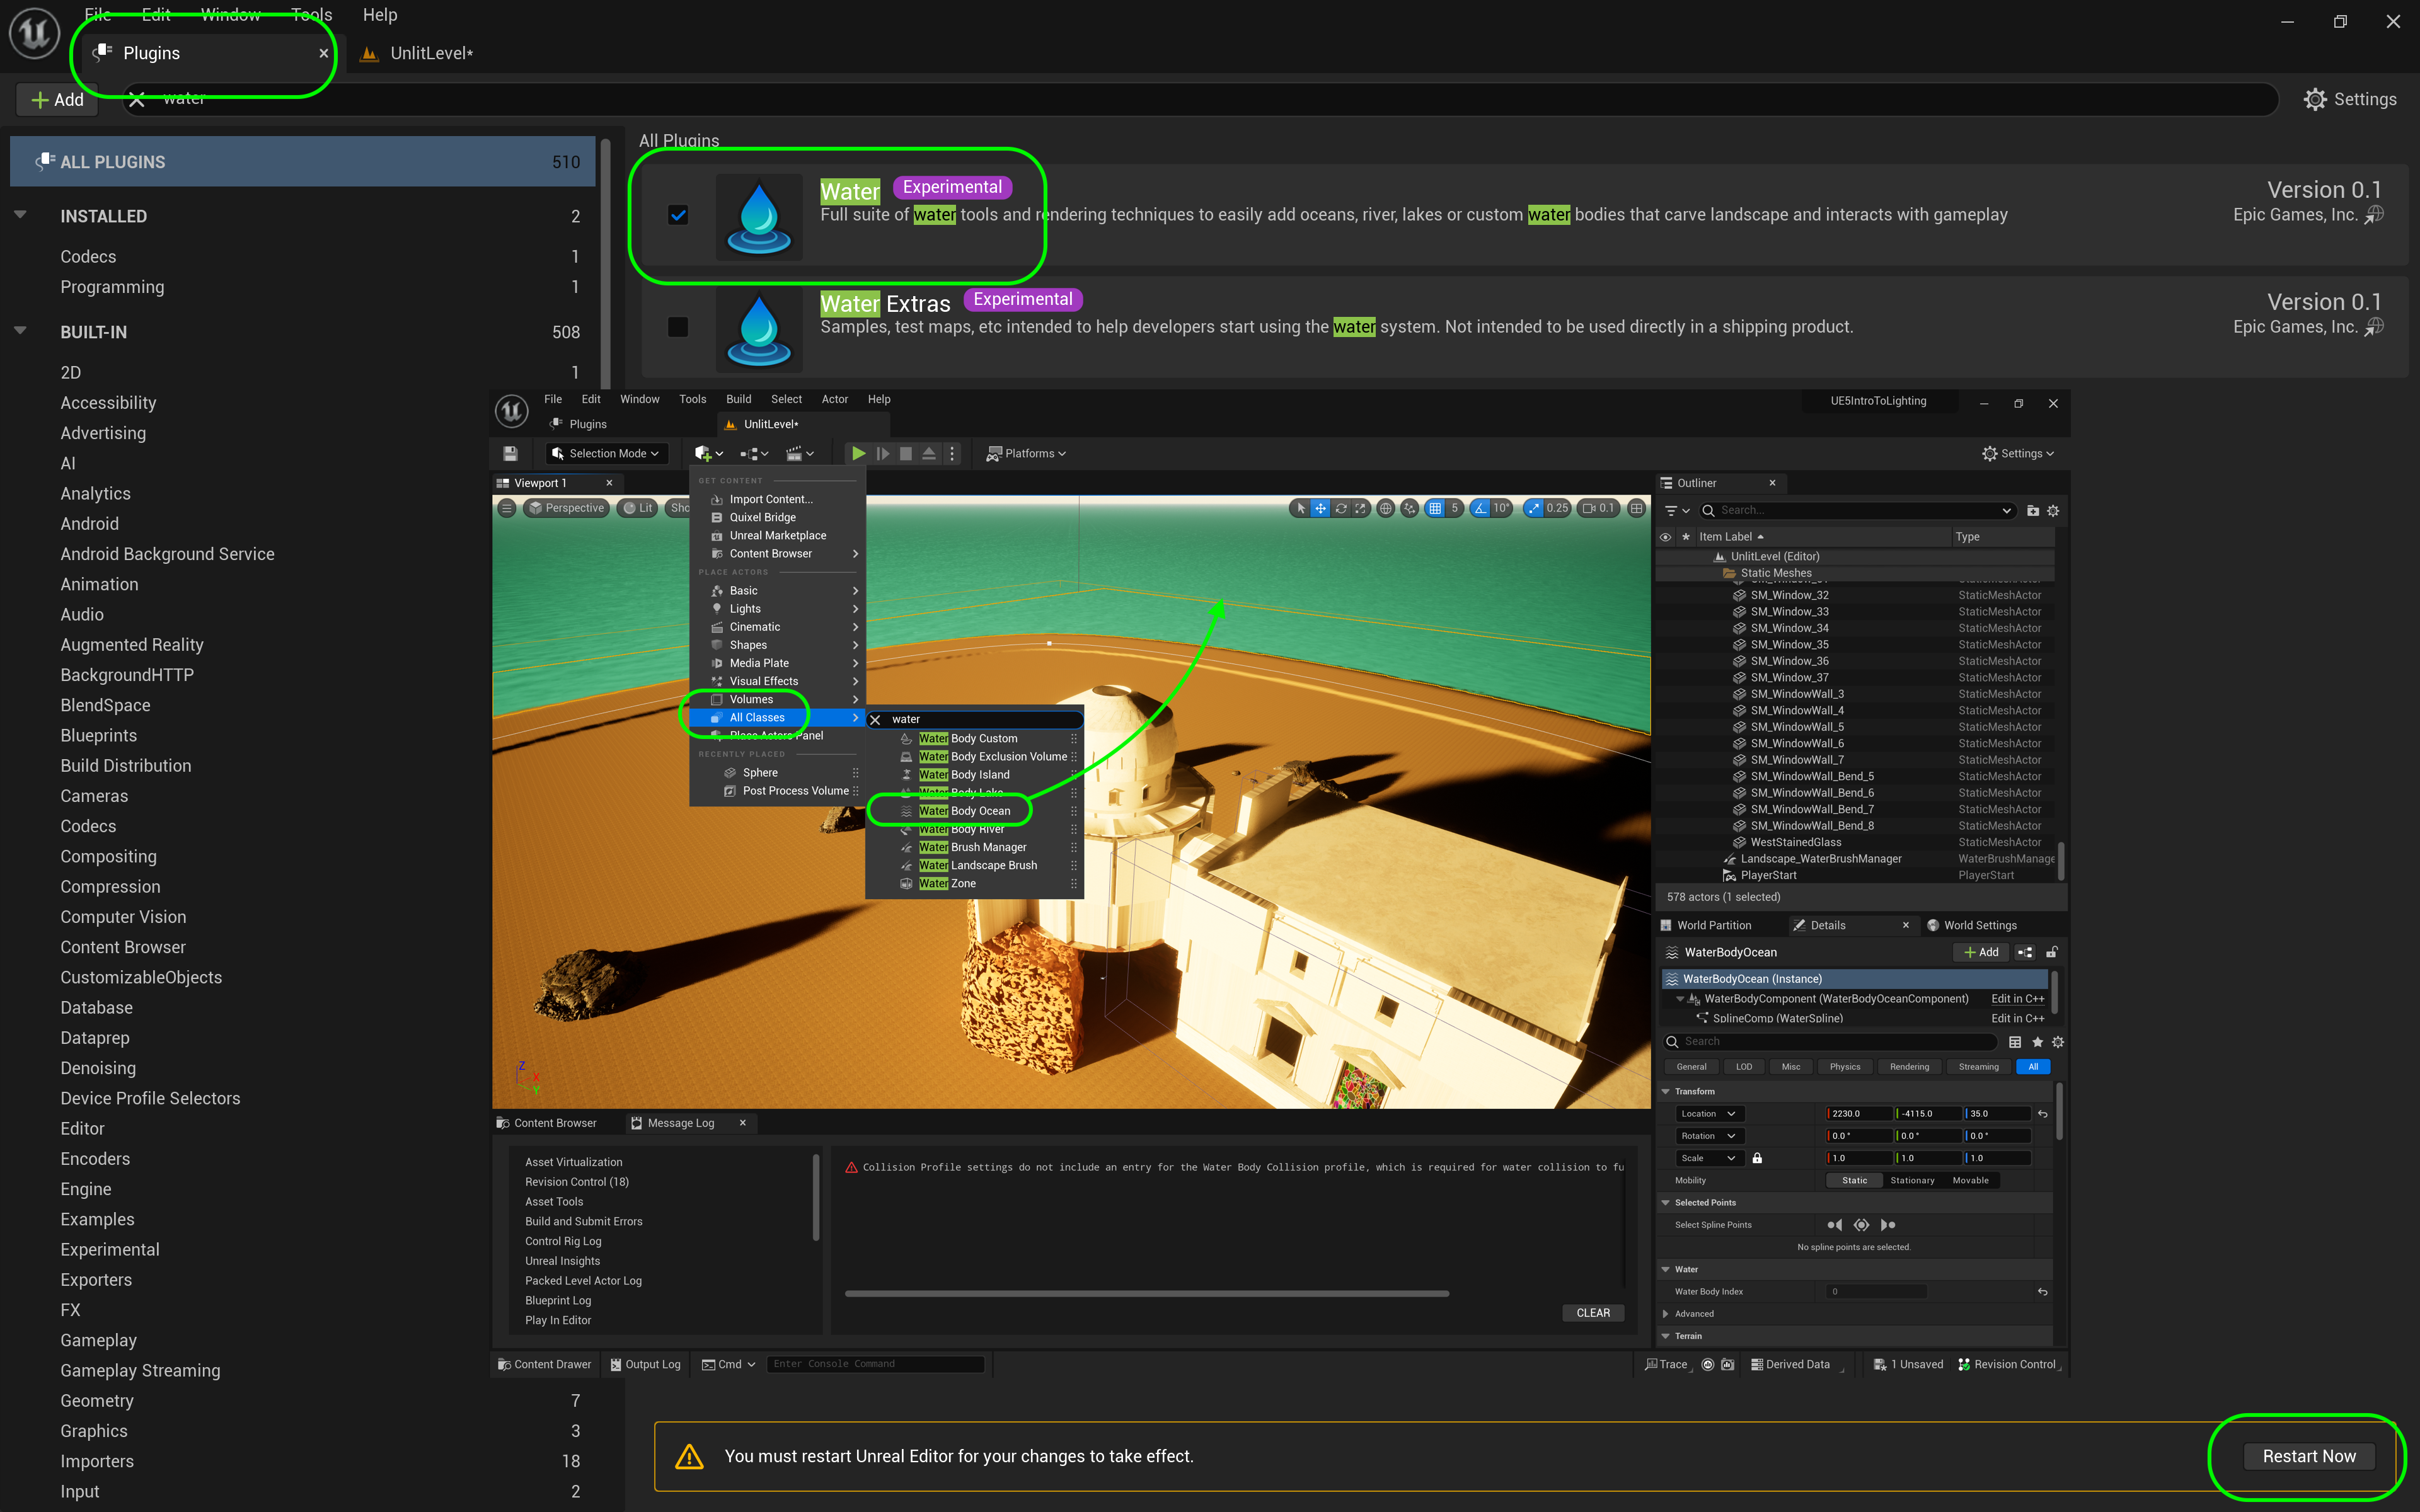 File Edit Window Tools Help
Plugins
UnlitLevel*
Add
water
Settings
ALL PLUGINS 510
INSTALLED 2
Codecs 1
Programming 1
BUILT-IN 508
2D 1
Accessibility
Advertising
AI
Analytics
Android
Android Background Service
Animation
Audio
Augmented Reality
BackgroundHTTP
BlendSpace
Blueprints
Build Distribution
Cameras
Codecs
Compositing
Compression
Computer Vision
Content Browser
CustomizableObjects
Database
Dataprep
Denoising
Device Profile Selectors
Editor
Encoders
Engine
Examples
Experimental
Exporters
FX
Gameplay
Gameplay Streaming
Geometry 7
Graphics 3
Importers 18
Input 2
All Plugins
Water Experimental
Full suite of water tools and rendering techniques to easily add oceans, river, lakes or custom water bodies that carve landscape and interacts with gameplay
Version 0.1
Epic Games, Inc.
Water Extras Experimental
Samples, test maps, etc intended to help developers start using the water system. Not intended to be used directly in a shipping product.
Version 0.1
Epic Games, Inc.
File Edit Window Tools Build Select Actor Help
UE5IntroToLighting
Plugins
UnlitLevel*
Selection Mode
Platforms
Settings
Viewport 1
Perspective Lit Sho
5 10° 0.25 0.1
GET CONTENT
Import Content...
Quixel Bridge
Unreal Marketplace
Content Browser
PLACE ACTORS
Basic
Lights
Cinematic
Shapes
Media Plate
Visual Effects
Volumes
All Classes
Place Actors Panel
RECENTLY PLACED
Sphere
Post Process Volume
water
Water Body Custom
Water Body Exclusion Volume
Water Body Island
Water Body Lake
Water Body Ocean
Water Body River
Water Brush Manager
Water Landscape Brush
Water Zone
Z
X
Y
Outliner
Search...
Item Label Type
UnlitLevel (Editor)
Static Meshes
SM_Window_32 StaticMeshActor
SM_Window_33 StaticMeshActor
SM_Window_34 StaticMeshActor
SM_Window_35 StaticMeshActor
SM_Window_36 StaticMeshActor
SM_Window_37 StaticMeshActor
SM_WindowWall_3 StaticMeshActor
SM_WindowWall_4 StaticMeshActor
SM_WindowWall_5 StaticMeshActor
SM_WindowWall_6 StaticMeshActor
SM_WindowWall_7 StaticMeshActor
SM_WindowWall_Bend_5 StaticMeshActor
SM_WindowWall_Bend_6 StaticMeshActor
SM_WindowWall_Bend_7 StaticMeshActor
SM_WindowWall_Bend_8 StaticMeshActor
WestStainedGlass StaticMeshActor
Landscape_WaterBrushManager WaterBrushManage
PlayerStart PlayerStart
578 actors (1 selected)
World Partition Details World Settings
WaterBodyOcean Add
WaterBodyOcean (Instance)
WaterBodyComponent (WaterBodyOceanComponent) Edit in C++
SplineComp (WaterSpline) Edit in C++
Search
General LOD Misc Physics Rendering Streaming All
Transform
Location 2230.0 -4115.0 35.0
Rotation 0.0° 0.0° 0.0°
Scale 1.0 1.0 1.0
Mobility Static Stationary Movable
Selected Points
Select Spline Points
No spline points are selected.
Water
Water Body Index 0
Advanced
Terrain
Content Browser
Message Log
Asset Virtualization
Revision Control (18)
Asset Tools
Build and Submit Errors
Control Rig Log
Unreal Insights
Packed Level Actor Log
Blueprint Log
Play In Editor
Collision Profile settings do not include an entry for the Water Body Collision profile, which is required for water collision to fu
CLEAR
Content Drawer Output Log Cmd Enter Console Command
Trace Derived Data 1 Unsaved Revision Control
You must restart Unreal Editor for your changes to take effect.
Restart Now